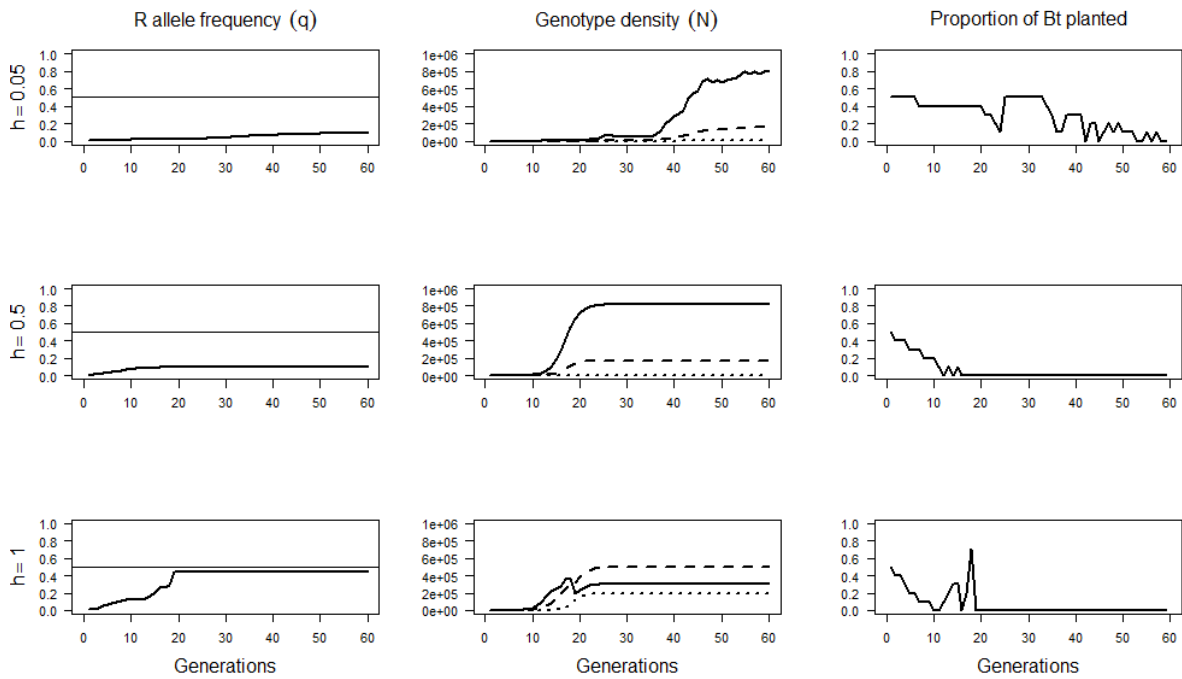 R allele frequency (q) Genotype density (N) Proportion of Bt planted
h = 0.05
1.0 0.8 0.6 0.4 0.2 0.0
0 10 20 30 40 50 60
1e+06 8e+05 6e+05 4e+05 2e+05 0e+00
0 10 20 30 40 50 60
1.0 0.8 0.6 0.4 0.2 0.0
0 10 20 30 40 50 60
h = 0.5
1.0 0.8 0.6 0.4 0.2 0.0
0 10 20 30 40 50 60
1e+06 8e+05 6e+05 4e+05 2e+05 0e+00
0 10 20 30 40 50 60
1.0 0.8 0.6 0.4 0.2 0.0
0 10 20 30 40 50 60
h = 1
1.0 0.8 0.6 0.4 0.2 0.0
0 10 20 30 40 50 60
1e+06 8e+05 6e+05 4e+05 2e+05 0e+00
0 10 20 30 40 50 60
1.0 0.8 0.6 0.4 0.2 0.0
0 10 20 30 40 50 60
Generations Generations Generations